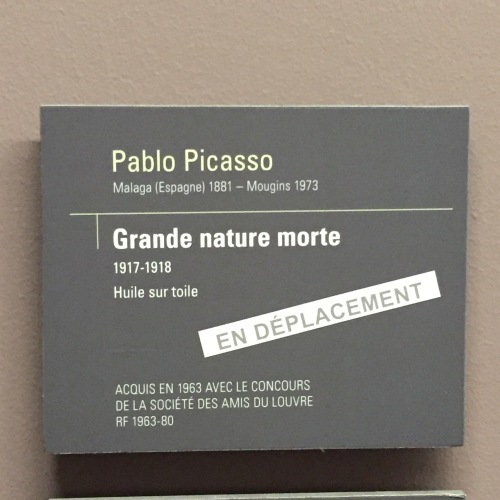 Pablo Picasso
Malaga (Espagne) 1881 – Mougins 1973
Grande nature morte
1917-1918
Huile sur toile
EN DÉPLACEMENT
ACQUIS EN 1963 AVEC LE CONCOURS
DE LA SOCIÉTÉ DES AMIS DU LOUVRE
RF 1963-80